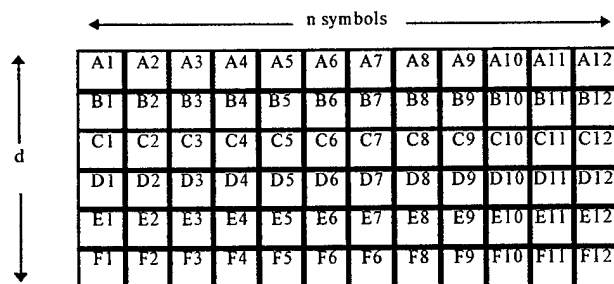 n symbols
A1 A2 A3 A4 A5 A6 A7 A8 A9 A10 A11 A12
B1 B2 B3 B4 B5 B6 B7 B8 B9 B10 B11 B12
C1 C2 C3 C4 C5 C6 C7 C8 C9 C10 C11 C12
d
D1 D2 D3 D4 D5 D6 D7 D8 D9 D10 D11 D12
E1 E2 E3 E4 E5 E6 E7 E8 E9 E10 E11 E12
F1 F2 F3 F4 F5 F6 F6 F8 F9 F10 F11 F12